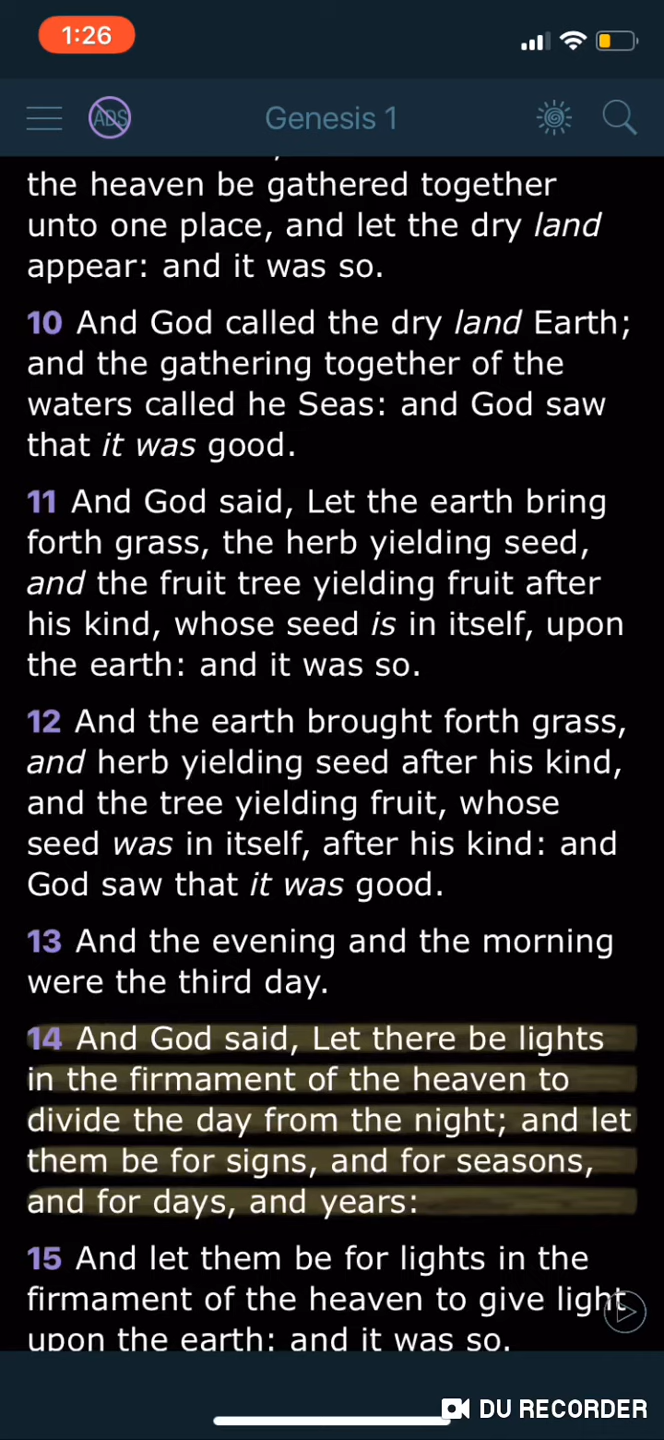 1:26
ADS
Genesis 1
the heaven be gathered together
unto one place, and let the dry land
appear: and it was so.
10 And God called the dry land Earth;
and the gathering together of the
waters called he Seas: and God saw
that it was good.
11 And God said, Let the earth bring
forth grass, the herb yielding seed,
and the fruit tree yielding fruit after
his kind, whose seed is in itself, upon
the earth: and it was so.
12 And the earth brought forth grass,
and herb yielding seed after his kind,
and the tree yielding fruit, whose
seed was in itself, after his kind: and
God saw that it was good.
13 And the evening and the morning
were the third day.
14 And God said, Let there be lights
in the firmament of the heaven to
divide the day from the night; and let
them be for signs, and for seasons,
and for days, and years:
15 And let them be for lights in the
firmament of the heaven to give light
upon the earth: and it was so.
DU RECORDER